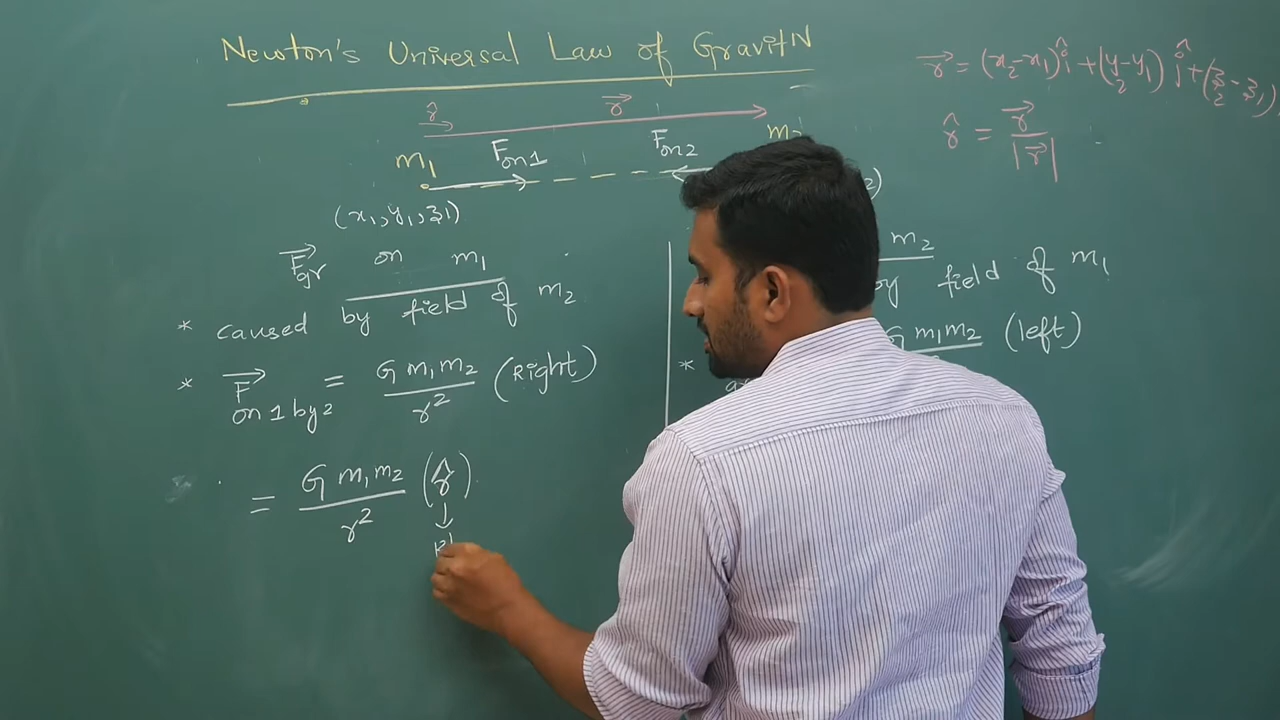 Newton's Universal Law of GravitN
r̂ r⃗
m₁ F on 1 F on 2 m₂
(x₁, y₁, z1)
F⃗gr on m₁
* caused by field of m₂
* F⃗ on 1 by 2 = G m₁m₂ / r² (Right)
= G m₁m₂ / r² (r̂)
↓
r⃗ = (x₂-x₁)î + (y₂-y₁)ĵ + (z₂-z₁)
r̂ = r⃗ / |r⃗|
2)
m₂
by field of m₁
* G m₁m₂ (left)